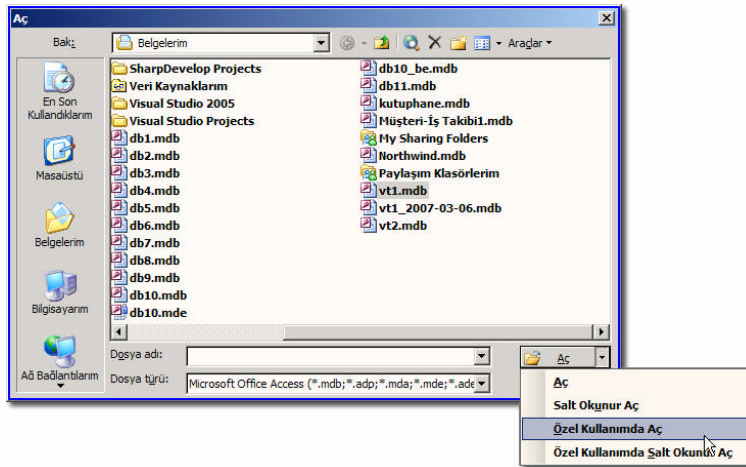 Aç
Bak:
Belgelerim
Araçlar
En Son
Kullandıklarım
Masaüstü
Belgelerim
Bilgisayarım
Ağ Bağlantılarım
SharpDevelop Projects
Veri Kaynaklarım
Visual Studio 2005
Visual Studio Projects
db1.mdb
db2.mdb
db3.mdb
db4.mdb
db5.mdb
db6.mdb
db7.mdb
db8.mdb
db9.mdb
db10.mdb
db10.mde
db10_be.mdb
db11.mdb
kutuphane.mdb
Müşteri-İş Takibi1.mdb
My Sharing Folders
Northwind.mdb
Paylaşım Klasörlerim
vt1.mdb
vt1_2007-03-06.mdb
vt2.mdb
Dosya adı:
Aç
Dosya türü:
Microsoft Office Access (*.mdb;*.adp;*.mda;*.mde;*.ade
Aç
Salt Okunur Aç
Özel Kullanımda Aç
Özel Kullanımda Salt Okunur Aç